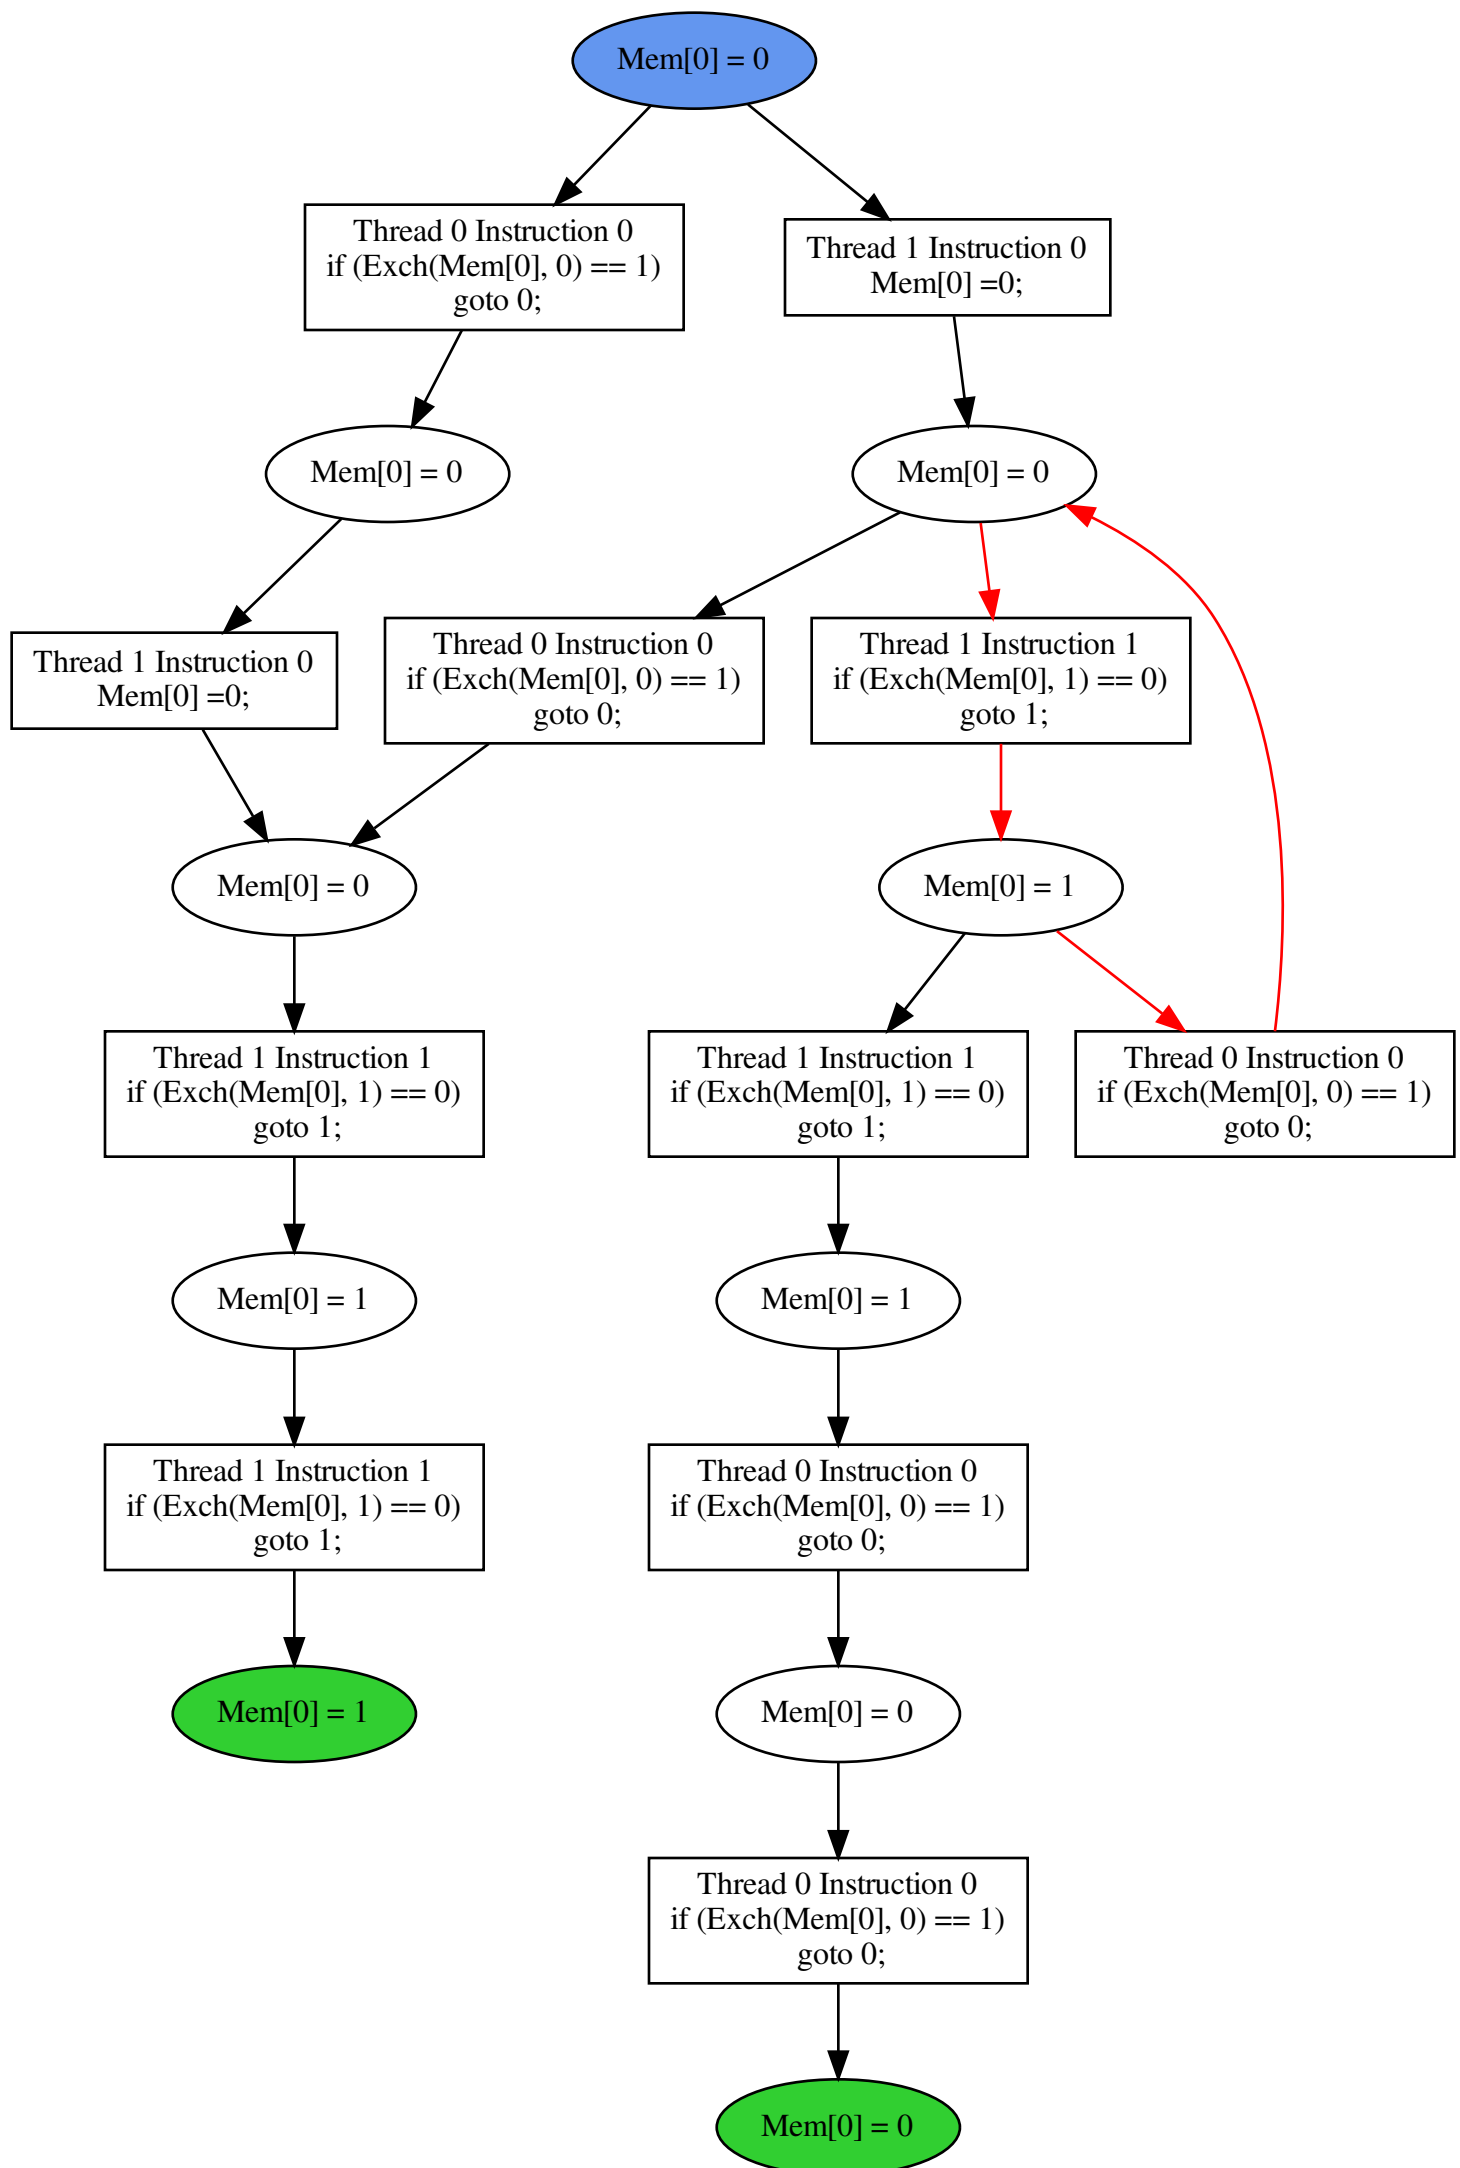 Mem[0] = 0
Thread 0 Instruction 0
if (Exch(Mem[0], 0) == 1)
goto 0;
Thread 1 Instruction 0
Mem[0] =0;
Mem[0] = 0
Mem[0] = 0
Thread 1 Instruction 0
Mem[0] =0;
Thread 0 Instruction 0
if (Exch(Mem[0], 0) == 1)
goto 0;
Thread 1 Instruction 1
if (Exch(Mem[0], 1) == 0)
goto 1;
Mem[0] = 0
Mem[0] = 1
Thread 1 Instruction 1
if (Exch(Mem[0], 1) == 0)
goto 1;
Thread 1 Instruction 1
if (Exch(Mem[0], 1) == 0)
goto 1;
Thread 0 Instruction 0
if (Exch(Mem[0], 0) == 1)
goto 0;
Mem[0] = 1
Mem[0] = 1
Thread 1 Instruction 1
if (Exch(Mem[0], 1) == 0)
goto 1;
Thread 0 Instruction 0
if (Exch(Mem[0], 0) == 1)
goto 0;
Mem[0] = 1
Mem[0] = 0
Thread 0 Instruction 0
if (Exch(Mem[0], 0) == 1)
goto 0;
Mem[0] = 0